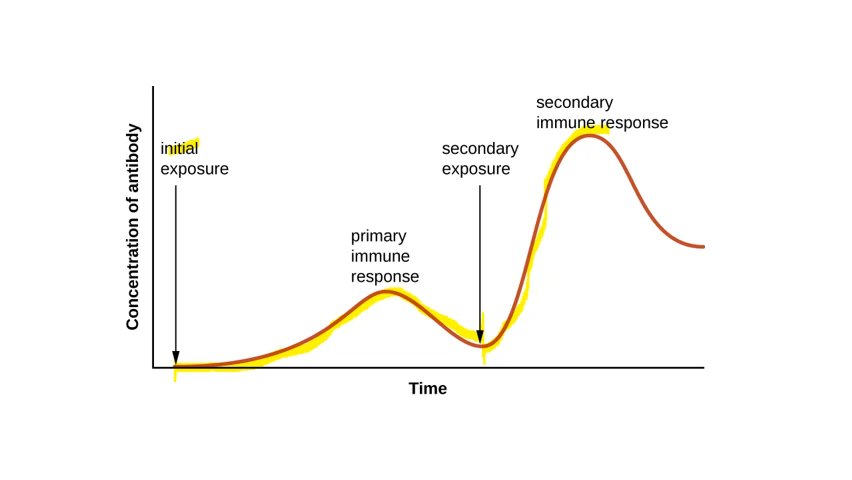 secondary
immune response
initial
exposure
secondary
exposure
primary
immune
response
Concentration of antibody
Time